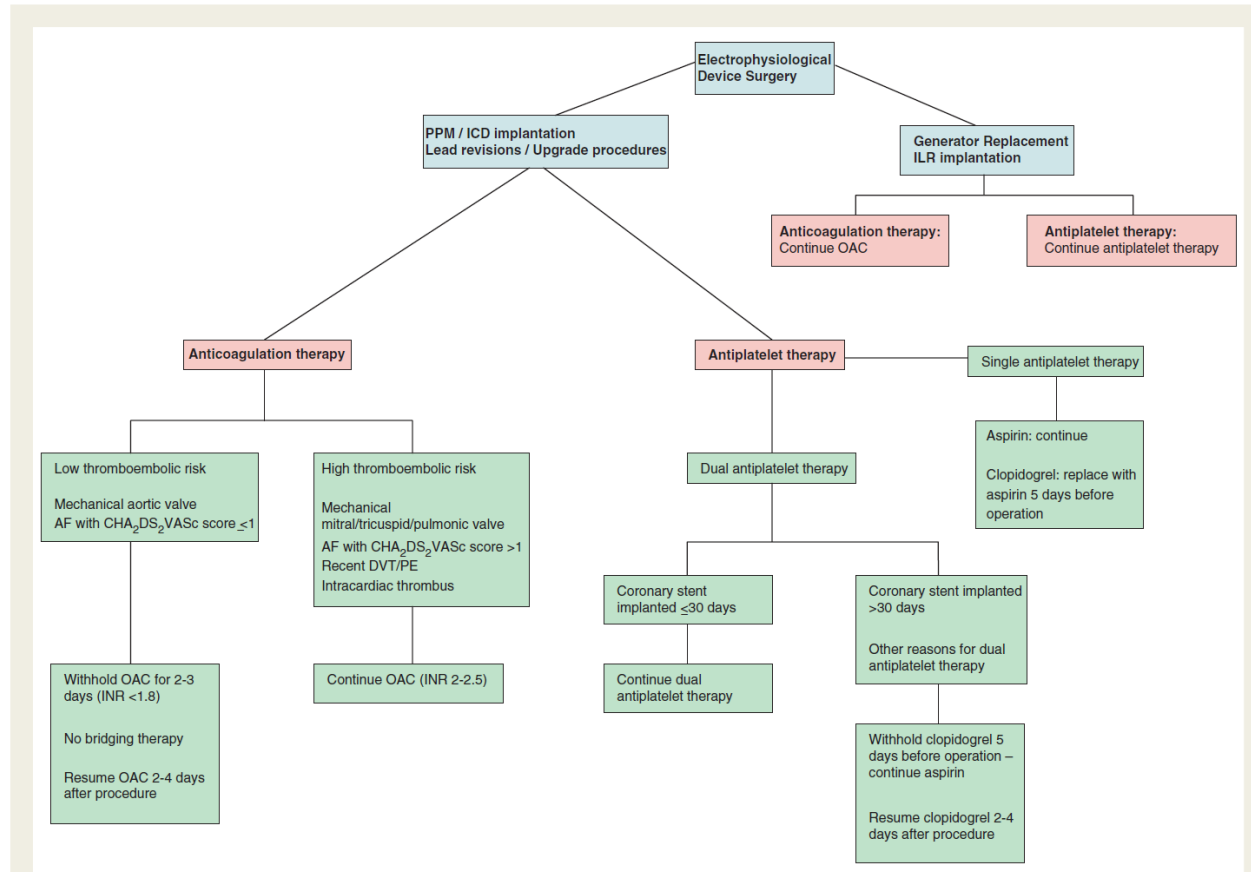 Electrophysiological
Device Surgery
PPM / ICD implantation
Lead revisions / Upgrade procedures
Generator Replacement
ILR implantation
Anticoagulation therapy:
Continue OAC
Antiplatelet therapy:
Continue antiplatelet therapy
Anticoagulation therapy
Antiplatelet therapy
Single antiplatelet therapy
Aspirin: continue
Clopidogrel: replace with
aspirin 5 days before
operation
Low thromboembolic risk
Mechanical aortic valve
AF with CHA₂DS₂VASc score ≤1
High thromboembolic risk
Mechanical
mitral/tricuspid/pulmonic valve
AF with CHA₂DS₂VASc score >1
Recent DVT/PE
Intracardiac thrombus
Dual antiplatelet therapy
Coronary stent
implanted ≤30 days
Coronary stent implanted
>30 days
Other reasons for dual
antiplatelet therapy
Withhold OAC for 2-3
days (INR <1.8)
No bridging therapy
Resume OAC 2-4 days
after procedure
Continue OAC (INR 2-2.5)
Continue dual
antiplatelet therapy
Withhold clopidogrel 5
days before operation –
continue aspirin
Resume clopidogrel 2-4
days after procedure